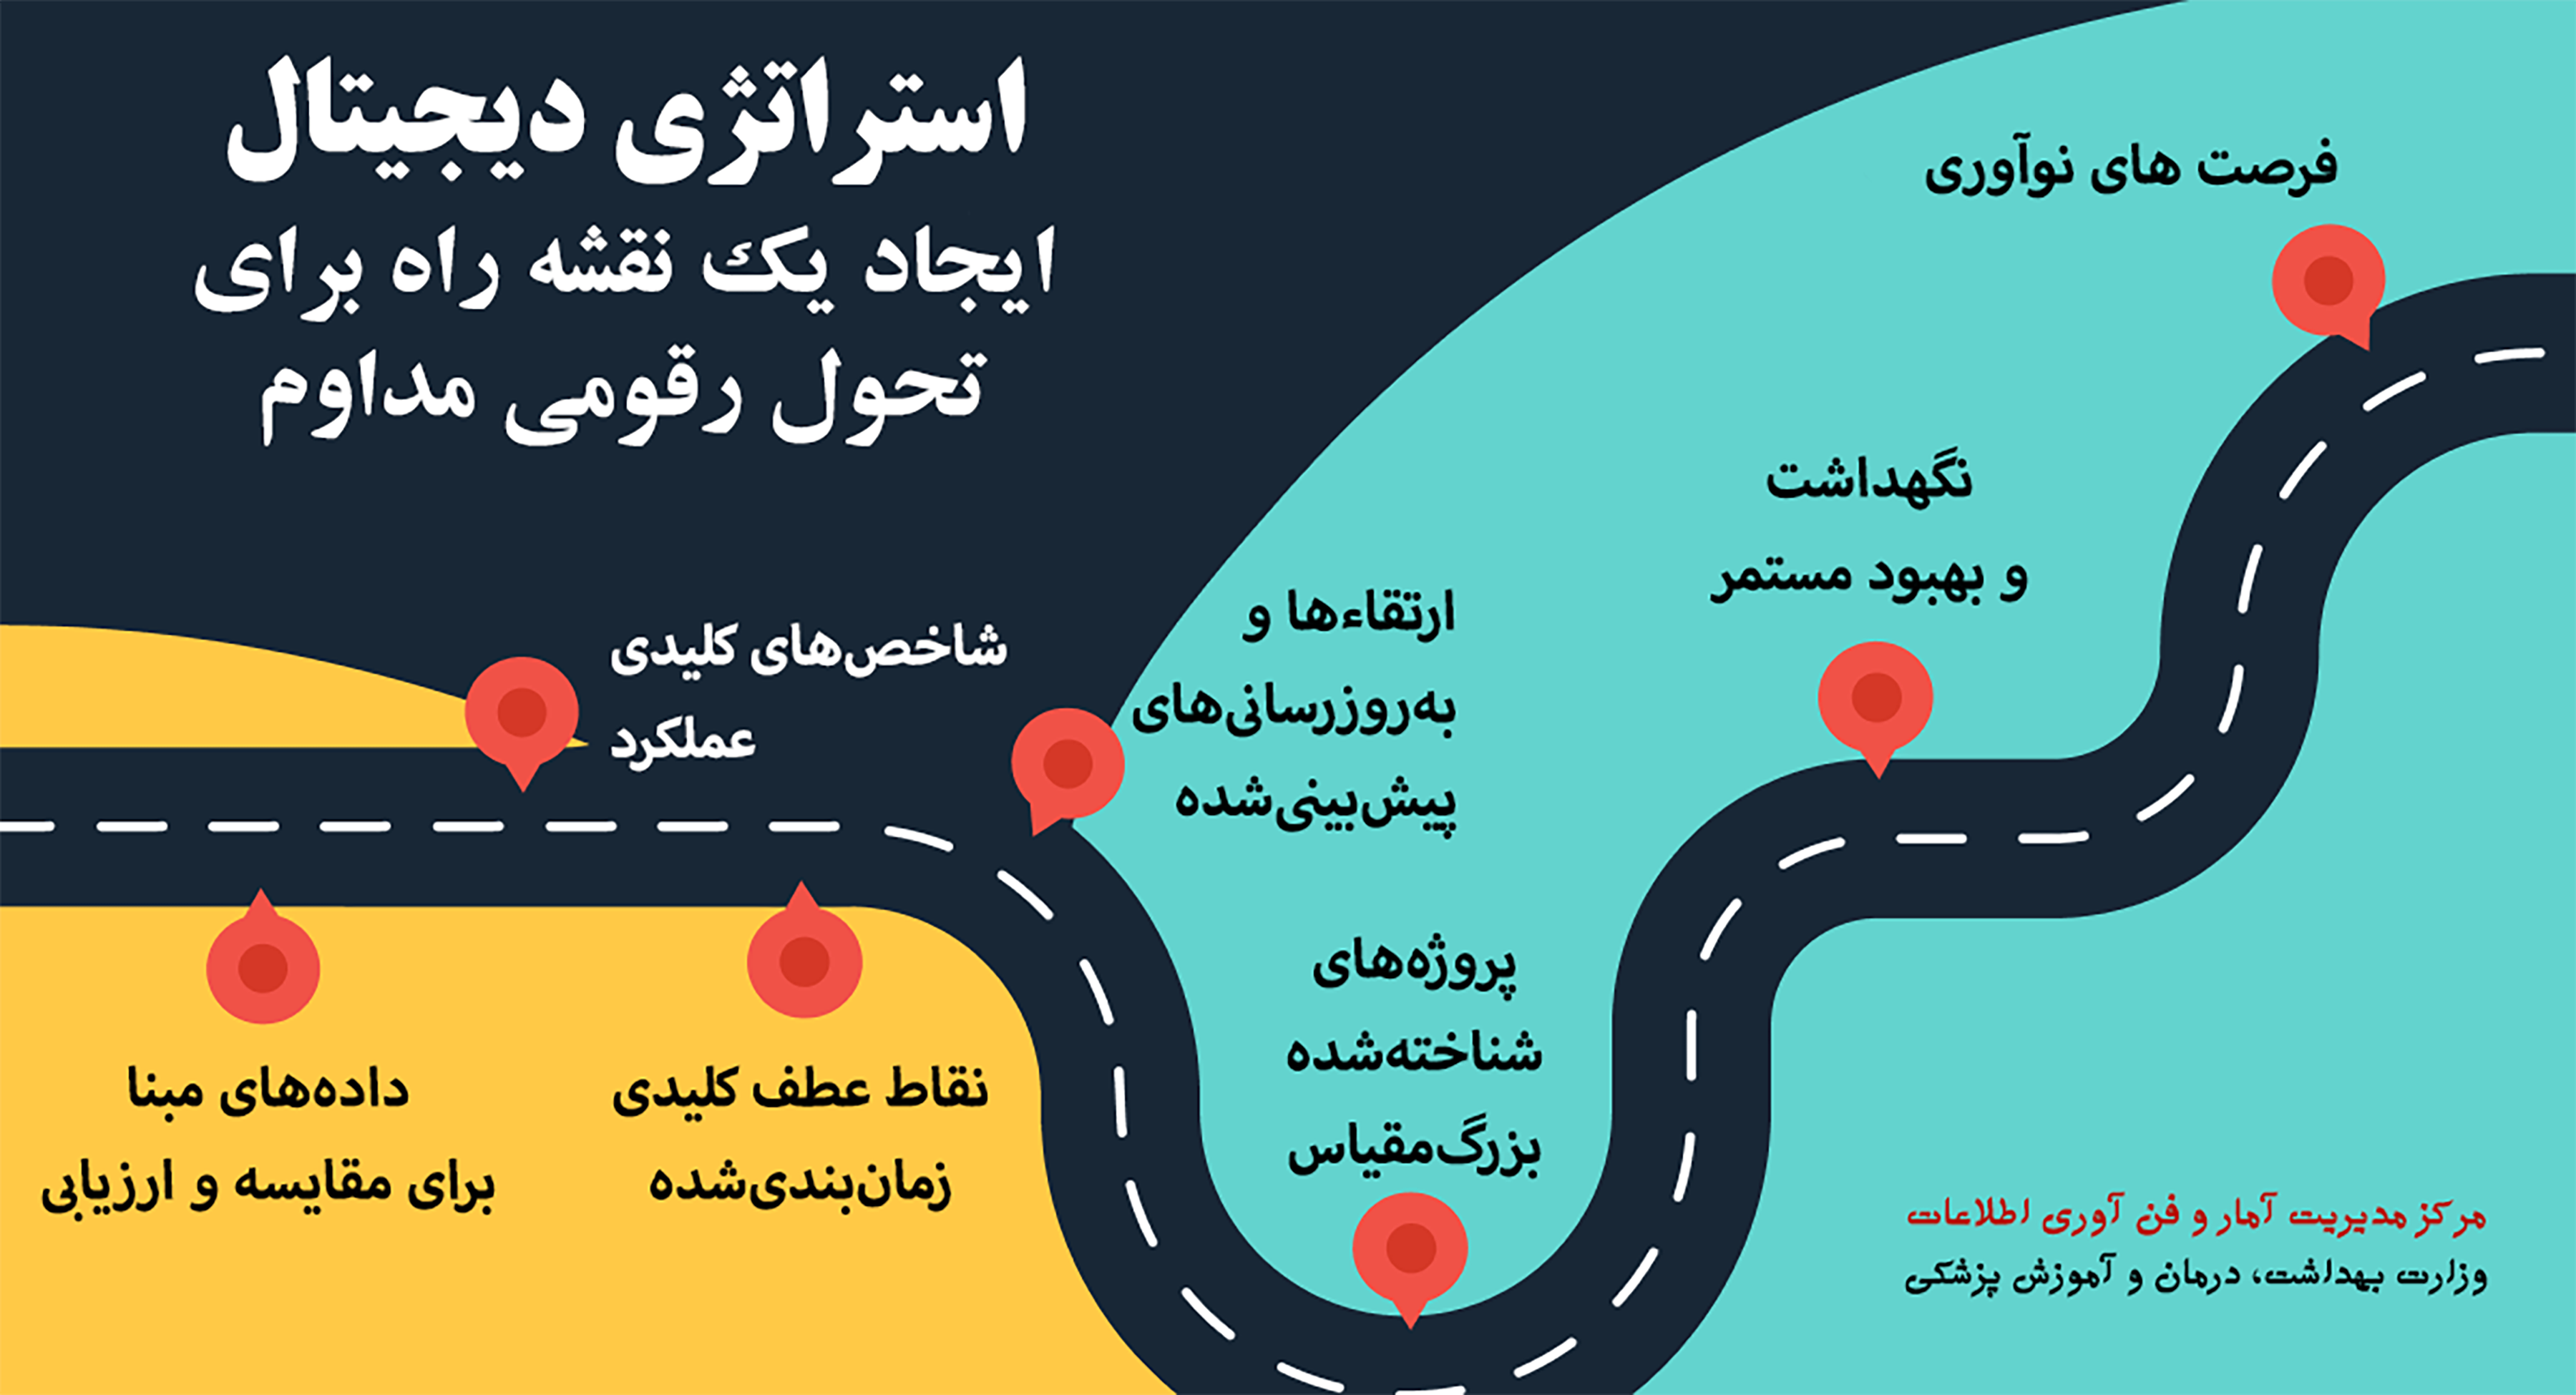 استراتژی دیجیتال
ایجاد یک نقشه راه برای
تحول رقومی مداوم
داده‌های مبنا
برای مقایسه و ارزیابی
شاخص‌های کلیدی
عملکرد
نقاط عطف کلیدی
زمان‌بندی‌شده
ارتقاءها و
به‌روزرسانی‌های
پیش‌بینی‌شده
پروژه‌های
شناخته‌شده
بزرگ‌مقیاس
نگهداشت
و بهبود مستمر
فرصت های نوآوری
مرکز مدیریت آمار و فن آوری اطلاعات
وزارت بهداشت، درمان و آموزش پزشکی